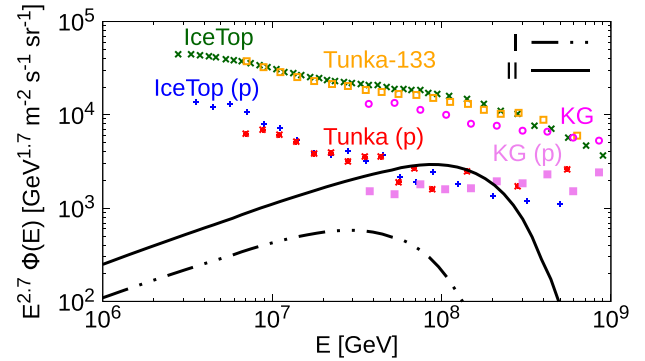 10^5
IceTop
Tunka-133
I
II
IceTop (p)
10^4
KG
Tunka (p)
KG (p)
10^3
10^2
10^6
10^7
10^8
10^9
E [GeV]
E^2.7 Φ(E) [GeV^1.7 m^-2 s^-1 sr^-1]